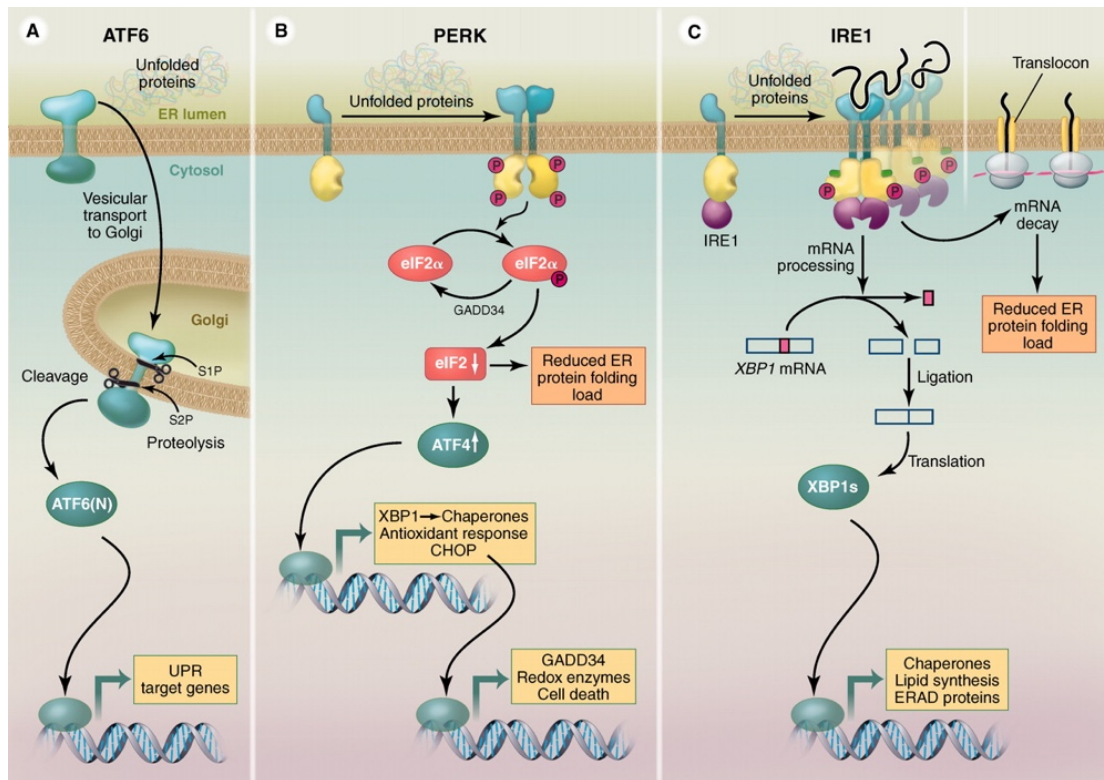 A
ATF6
Unfolded
proteins
ER lumen
Cytosol
Vesicular
transport
to Golgi
Golgi
S1P
Cleavage
S2P
Proteolysis
ATF6(N)
UPR
target genes
B
PERK
Unfolded proteins
P
P
P
P
eIF2α
eIF2α
P
GADD34
eIF2
Reduced ER
protein folding
load
ATF4
XBP1 → Chaperones
Antioxidant response
CHOP
GADD34
Redox enzymes
Cell death
C
IRE1
Unfolded
proteins
Translocon
P
P
P
IRE1
mRNA
decay
mRNA
processing
Reduced ER
protein folding
load
XBP1 mRNA
Ligation
Translation
XBP1s
Chaperones
Lipid synthesis
ERAD proteins